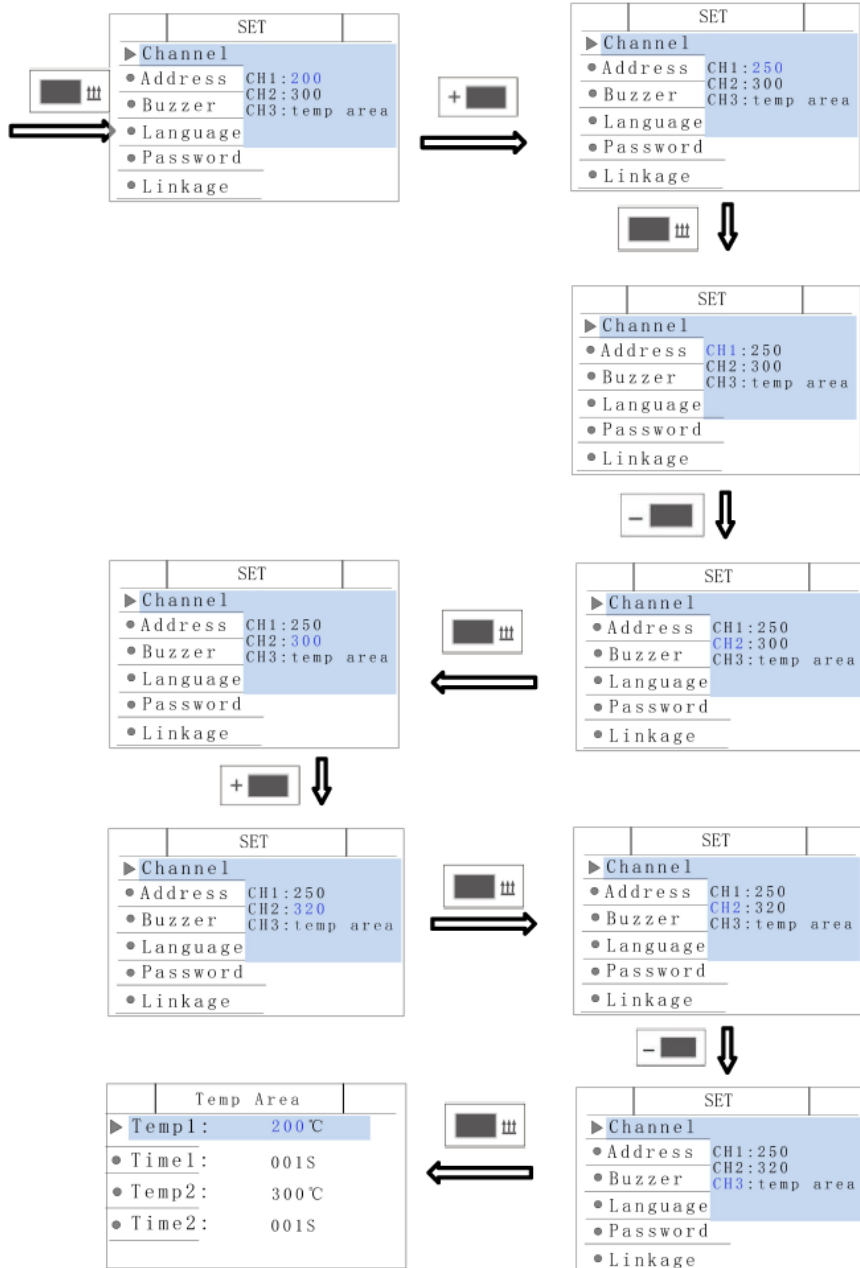 SET
Channel
Address
Buzzer
Language
Password
Linkage
CH1:200
CH2:300
CH3:temp area
+
SET
Channel
Address
Buzzer
Language
Password
Linkage
CH1:250
CH2:300
CH3:temp area
SET
Channel
Address
Buzzer
Language
Password
Linkage
CH1:250
CH2:300
CH3:temp area
−
SET
Channel
Address
Buzzer
Language
Password
Linkage
CH1:250
CH2:300
CH3:temp area
SET
Channel
Address
Buzzer
Language
Password
Linkage
CH1:250
CH2:300
CH3:temp area
+
SET
Channel
Address
Buzzer
Language
Password
Linkage
CH1:250
CH2:320
CH3:temp area
SET
Channel
Address
Buzzer
Language
Password
Linkage
CH1:250
CH2:320
CH3:temp area
−
SET
Channel
Address
Buzzer
Language
Password
Linkage
CH1:250
CH2:320
CH3:temp area
Temp Area
Temp1: 200℃
Time1: 001S
Temp2: 300℃
Time2: 001S